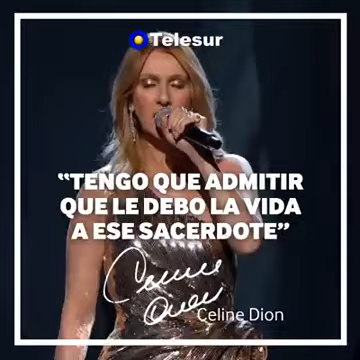 Telesur
“TENGO QUE ADMITIR
QUE LE DEBO LA VIDA
A ESE SACERDOTE”
Celine Dion